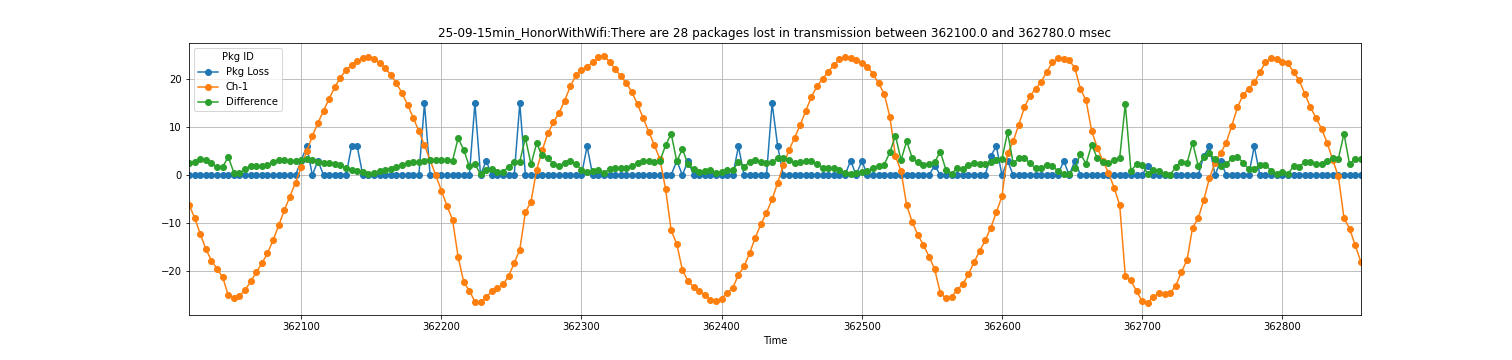 25-09-15min_HonorWithWifi:There are 28 packages lost in transmission between 362100.0 and 362780.0 msec
Pkg ID
Pkg Loss
Ch-1
Difference
20
10
0
−10
−20
362100 362200 362300 362400 362500 362600 362700 362800
Time